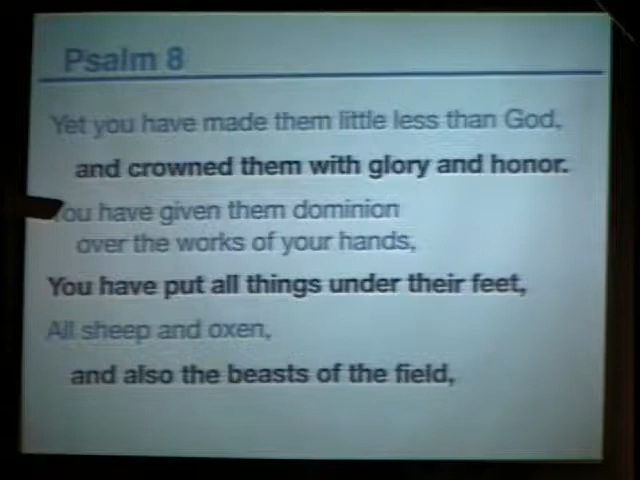 Psalm 8
Yet you have made them little less than God,
and crowned them with glory and honor.
You have given them dominion
over the works of your hands,
You have put all things under their feet,
All sheep and oxen,
and also the beasts of the field,